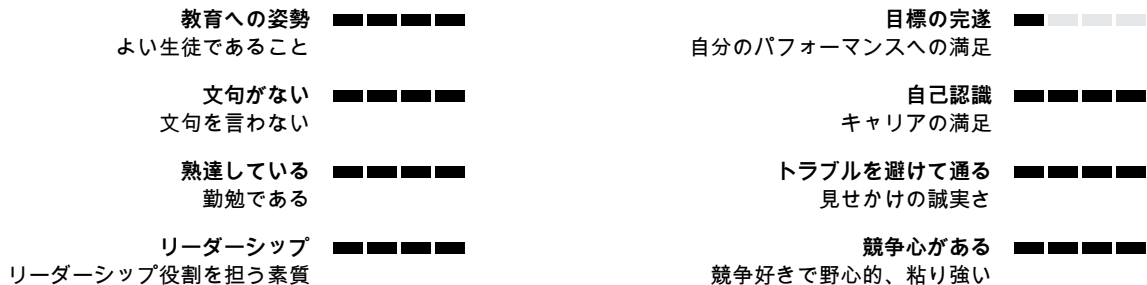 教育への姿勢
よい生徒であること
文句がない
文句を言わない
熟達している
勤勉である
リーダーシップ
リーダーシップ役割を担う素質
目標の完遂
自分のパフォーマンスへの満足
自己認識
キャリアの満足
トラブルを避けて通る
見せかけの誠実さ
競争心がある
競争好きで野心的、粘り強い